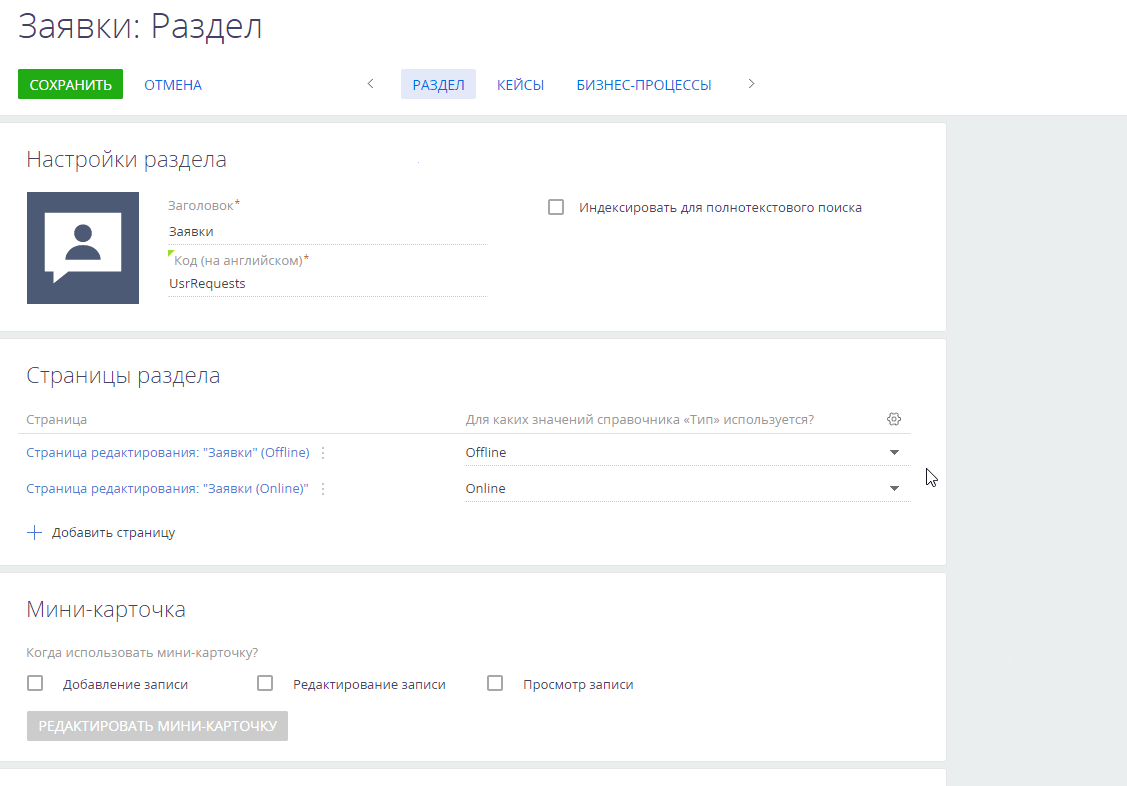 Заявки: Раздел
СОХРАНИТЬ ОТМЕНА РАЗДЕЛ КЕЙСЫ БИЗНЕС-ПРОЦЕССЫ
Настройки раздела
Заголовок*
Заявки
Индексировать для полнотекстового поиска
Код (на английском)*
UsrRequests
Страницы раздела
Страница Для каких значений справочника «Тип» используется?
Страница редактирования: "Заявки" (Offline) Offline
Страница редактирования: "Заявки (Online)" Online
Добавить страницу
Мини-карточка
Когда использовать мини-карточку?
Добавление записи Редактирование записи Просмотр записи
РЕДАКТИРОВАТЬ МИНИ-КАРТОЧКУ